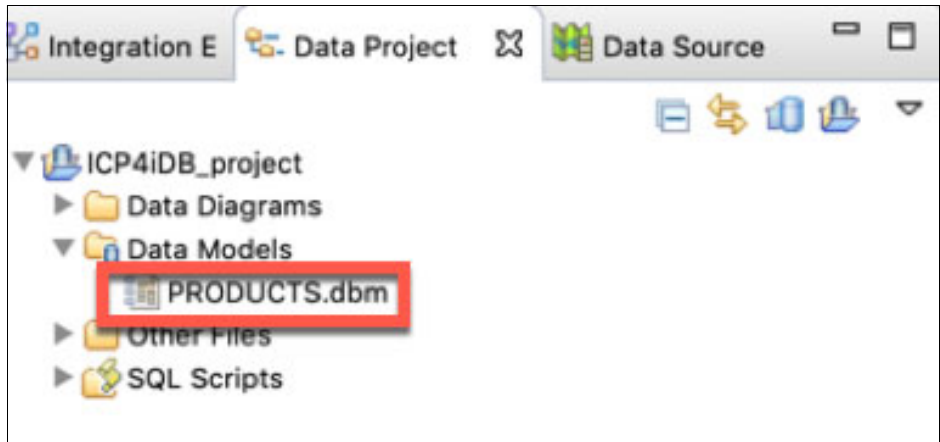 Integration E Data Project Data Source
ICP4iDB_project
Data Diagrams
Data Models
PRODUCTS.dbm
Other Files
SQL Scripts